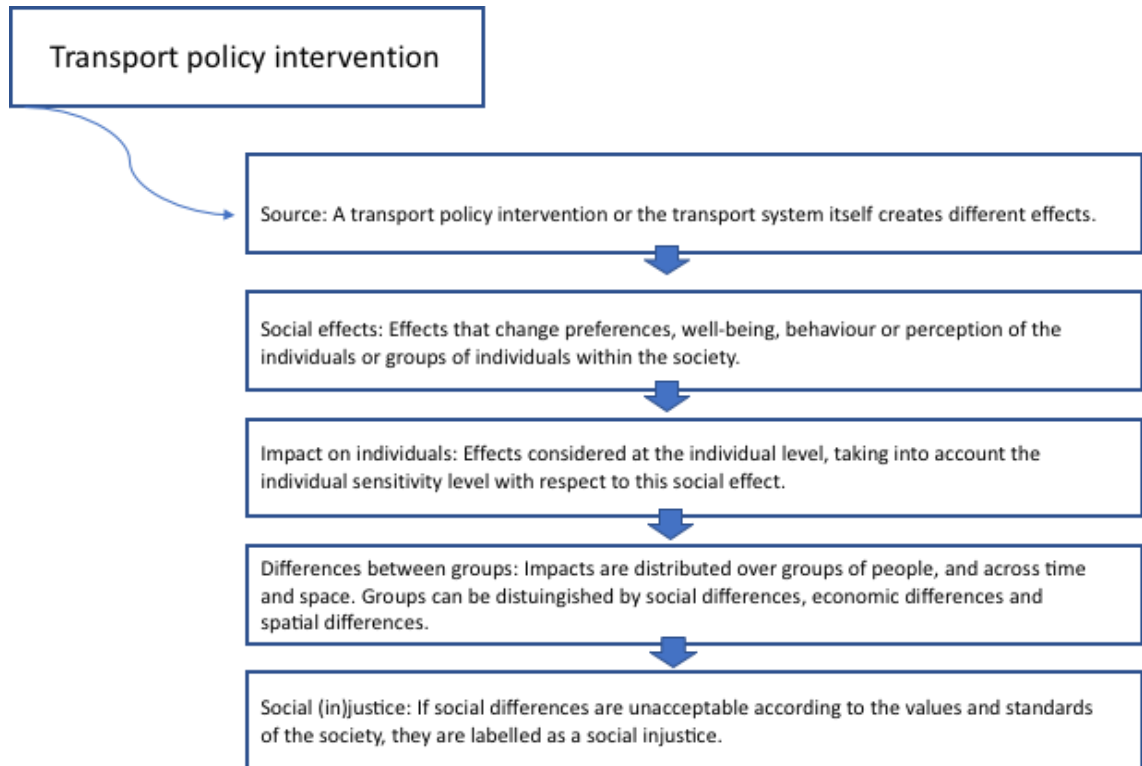 Transport policy intervention
Source: A transport policy intervention or the transport system itself creates different effects.
Social effects: Effects that change preferences, well-being, behaviour or perception of the
individuals or groups of individuals within the society.
Impact on individuals: Effects considered at the individual level, taking into account the
individual sensitivity level with respect to this social effect.
Differences between groups: Impacts are distributed over groups of people, and across time
and space. Groups can be distuingished by social differences, economic differences and
spatial differences.
Social (in)justice: If social differences are unacceptable according to the values and standards
of the society, they are labelled as a social injustice.